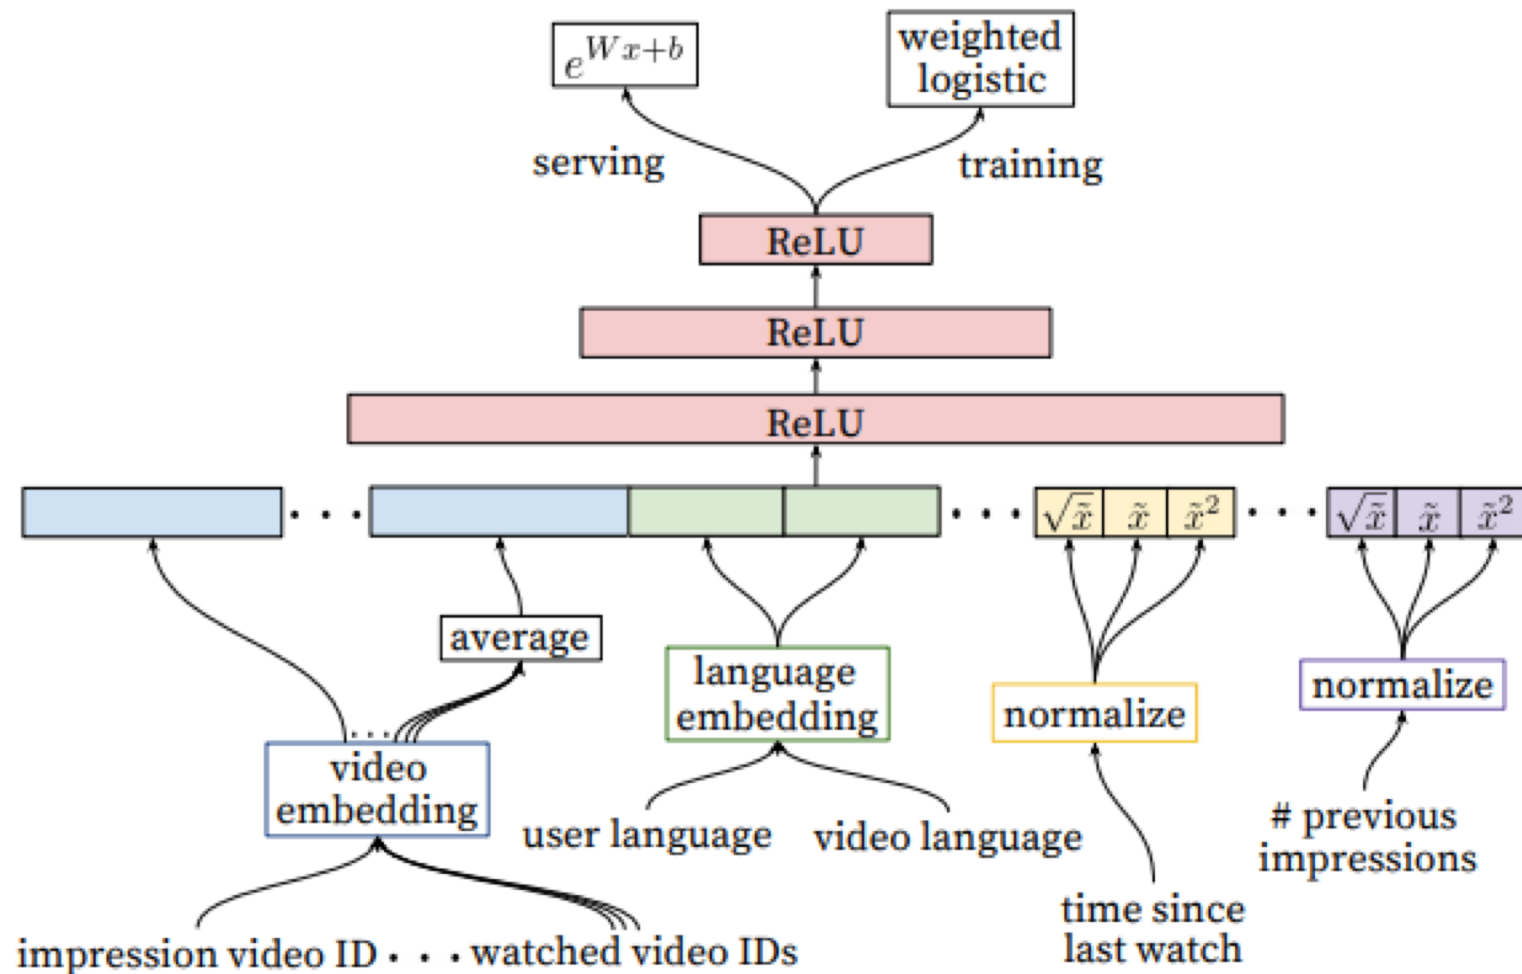 e^{Wx+b}
weighted
logistic
serving
training
ReLU
ReLU
ReLU
. . .
. . .
√x̃ x̃ x̃²
. . .
√x̃ x̃ x̃²
average
language
embedding
normalize
normalize
. . .
video
embedding
user language
video language
# previous
impressions
time since
last watch
impression video ID . . . watched video IDs